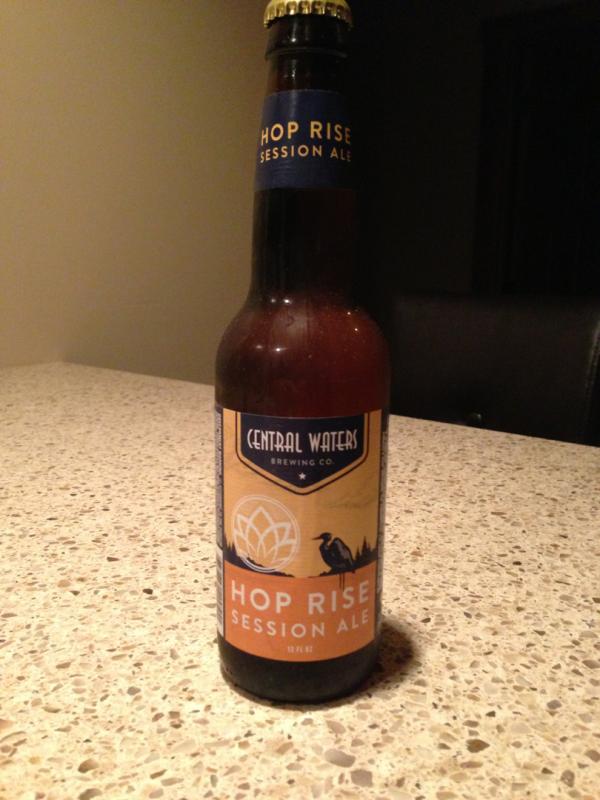 HOP RISE
SESSION ALE
CENTRAL WATERS
BREWING CO.
HOP RISE
SESSION ALE
12 FL OZ